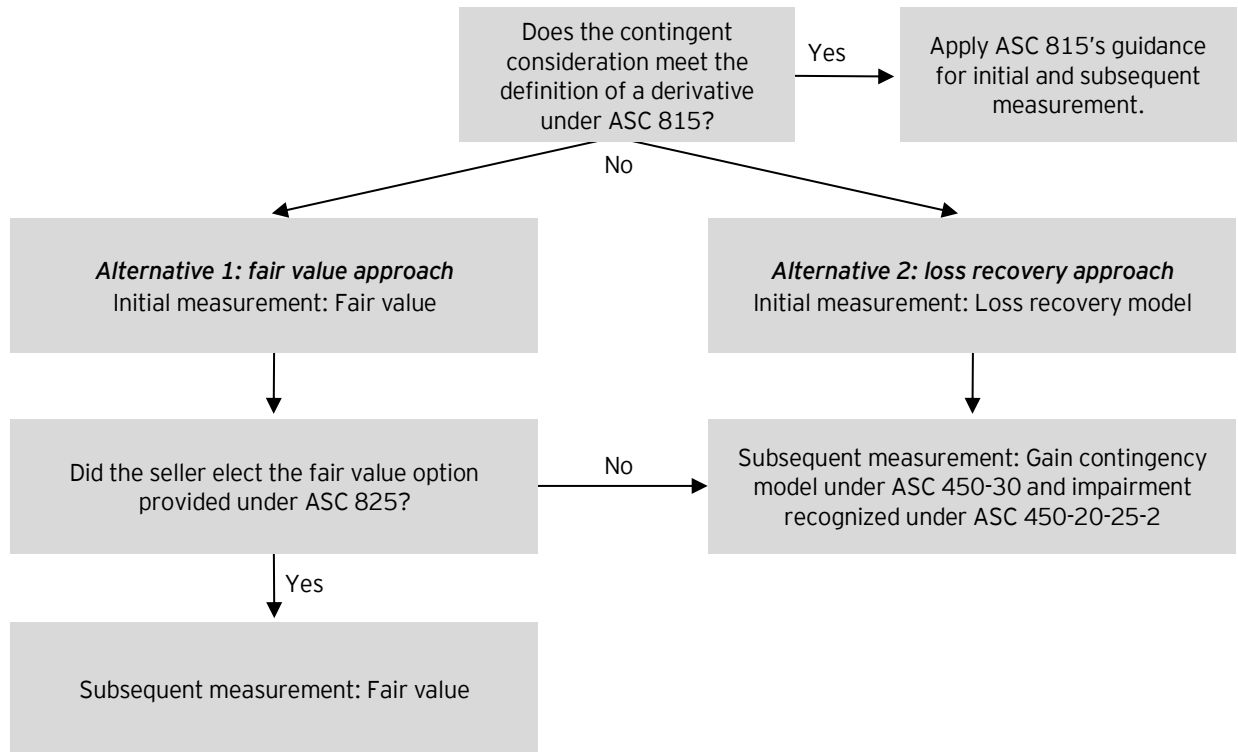 Does the contingent
consideration meet the
definition of a derivative
under ASC 815?
Yes
Apply ASC 815’s guidance
for initial and subsequent
measurement.
No
Alternative 1: fair value approach
Initial measurement: Fair value
Alternative 2: loss recovery approach
Initial measurement: Loss recovery model
Did the seller elect the fair value option
provided under ASC 825?
No
Subsequent measurement: Gain contingency
model under ASC 450-30 and impairment
recognized under ASC 450-20-25-2
Yes
Subsequent measurement: Fair value